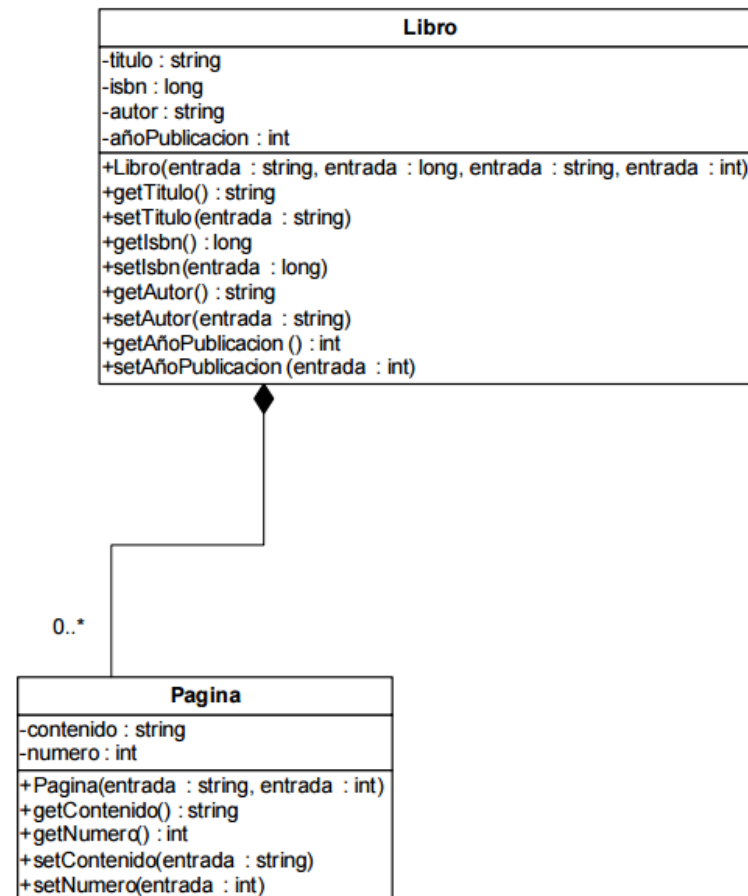 Libro
-titulo : string
-isbn : long
-autor : string
-añoPublicacion : int
+Libro(entrada : string, entrada : long, entrada : string, entrada : int)
+getTitulo() : string
+setTitulo(entrada : string)
+getIsbn() : long
+setIsbn(entrada : long)
+getAutor() : string
+setAutor(entrada : string)
+getAñoPublicacion () : int
+setAñoPublicacion (entrada : int)
0..*
Pagina
-contenido : string
-numero : int
+Pagina(entrada : string, entrada : int)
+getContenido() : string
+getNumero() : int
+setContenido(entrada : string)
+setNumero(entrada : int)